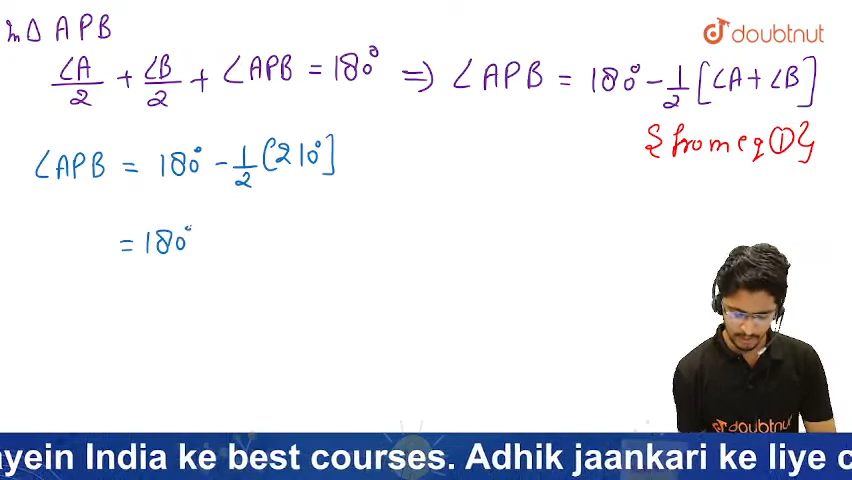 In △ APB
doubtnut
∠A/2 + ∠B/2 + ∠APB = 180° ⇒ ∠APB = 180° - 1/2 [∠A + ∠B]
{from eq ①}
∠APB = 180° - 1/2 (210°]
= 180°
doubtnut
ayein India ke best courses. Adhik jaankari ke liye c